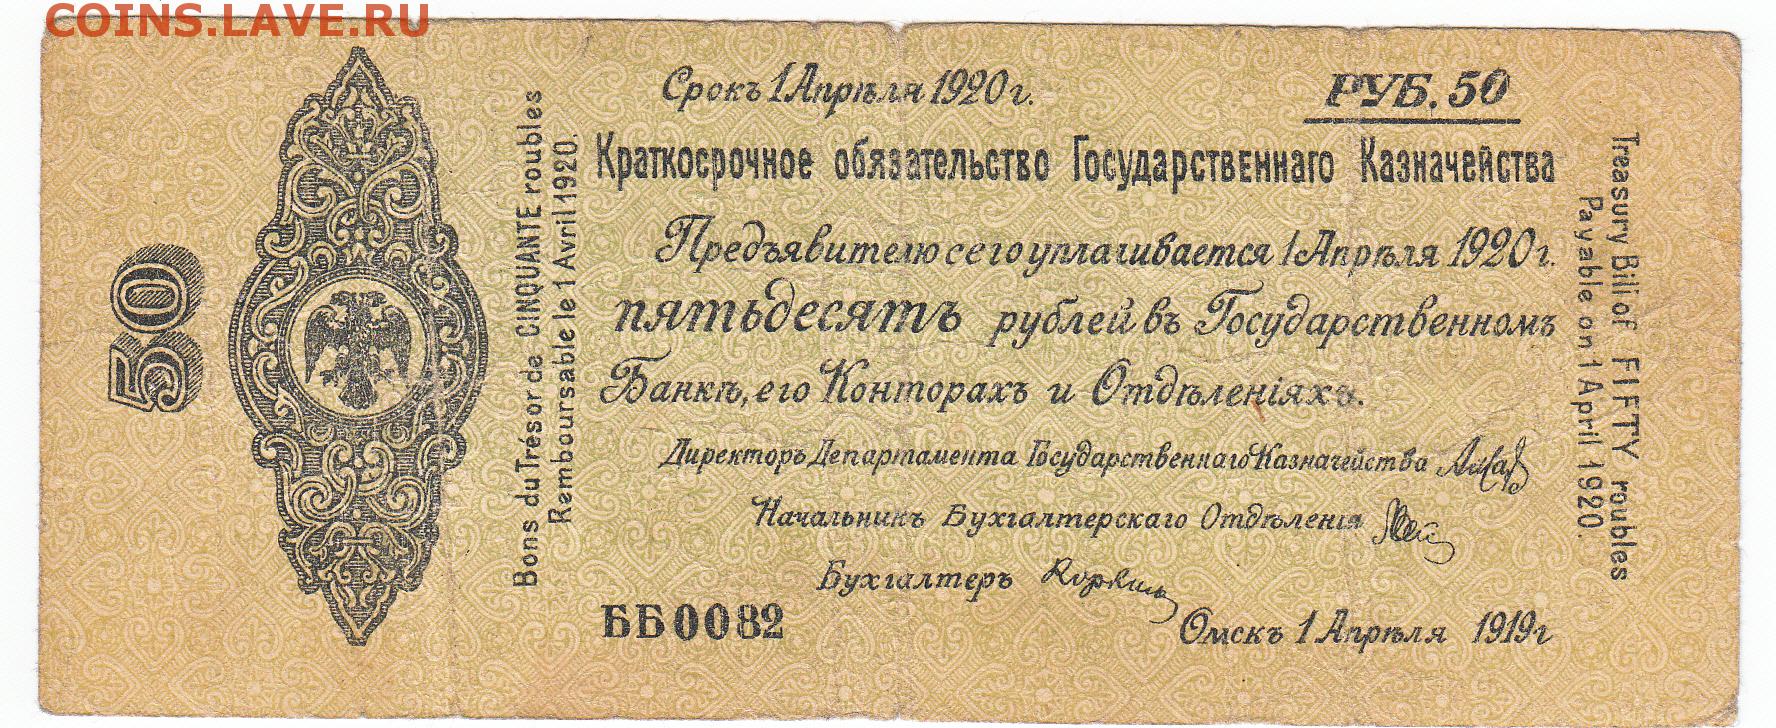 COINS.LAVE.RU
Срокъ 1 Апрѣля 1920 г.
РУБ. 50
Краткосрочное обязательство Государственнаго Казначейства
Предъявителю сего уплачивается 1 Апрѣля 1920 г.
пятьдесятъ рублей въ Государственномъ
Банкѣ, его Конторахъ и Отдѣленіяхъ.
Директоръ Департамента Государственнаго Казначейства
Начальникъ Бухгалтерскаго Отдѣленія
Бухгалтеръ
ББ0082
Омскъ 1 Апрѣля 1919 г
50
Bons du Trésor de CINQUANTE roubles
Remboursable le 1 Avril 1920.
Treasury Bill of FIFTY roubles
Payable on 1 April 1920.